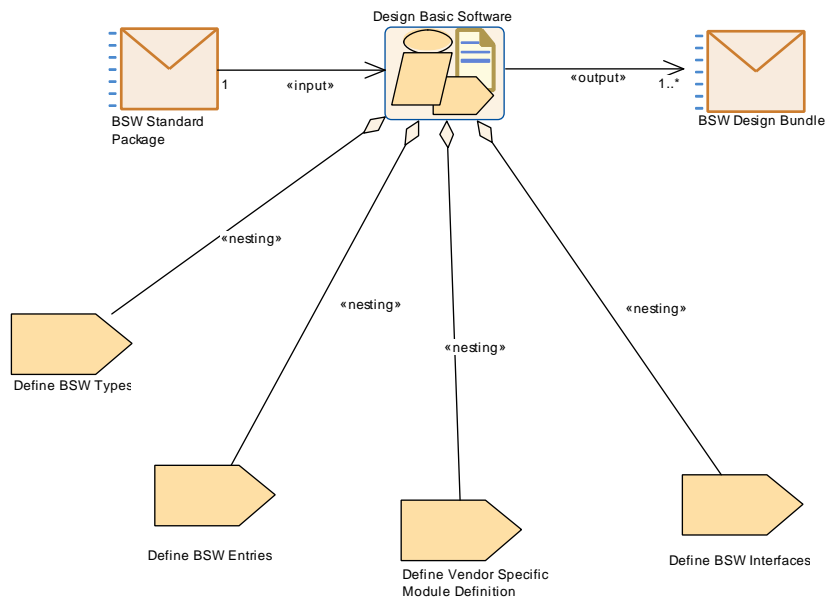 Design Basic Software
1
«input»
«output»
1..*
BSW Standard
Package
BSW Design Bundle
«nesting»
«nesting»
«nesting»
«nesting»
Define BSW Types
Define BSW Entries
Define Vendor Specific
Module Definition
Define BSW Interfaces